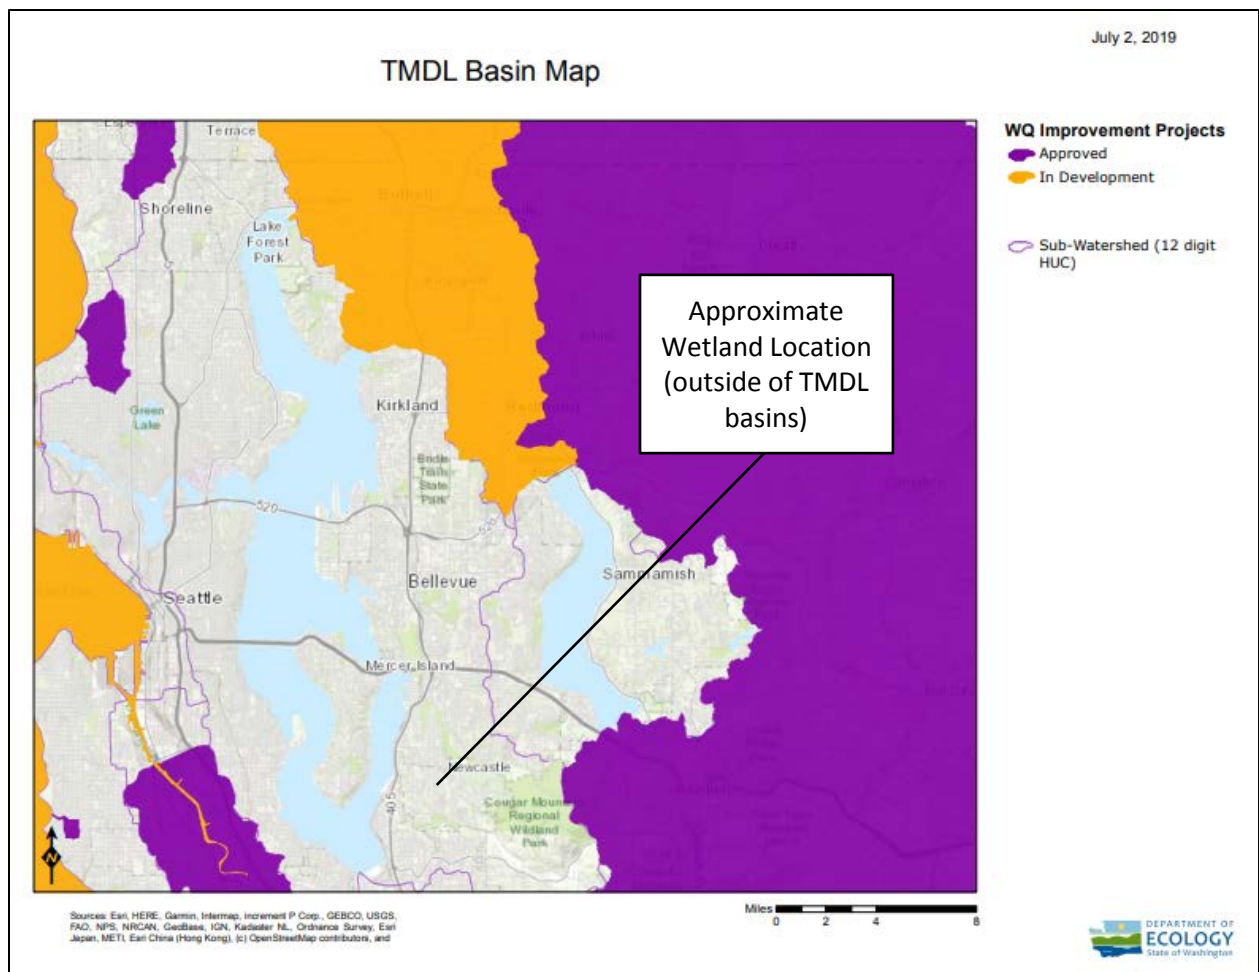 July 2, 2019
TMDL Basin Map
WQ Improvement Projects
Approved
In Development
Sub-Watershed (12 digit
HUC)
Terrace
Shoreline
Lake
Forest
Park
Bothell
Approximate
Wetland Location
(outside of TMDL
basins)
Green
Lake
Kirkland
Redmond
Bridle
Trails
State
Park
520
520
Sammamish
Bellevue
Seattle
Mercer Island
Newcastle
405
Cougar Mountain
Regional
Wildland
Park
N
Sources: Esri, HERE, Garmin, Intermap, increment P Corp., GEBCO, USGS,
FAO, NPS, NRCAN, GeoBase, IGN, Kadaster NL, Ordnance Survey, Esri
Japan, METI, Esri China (Hong Kong), (c) OpenStreetMap contributors, and
Miles
0 2 4 8
DEPARTMENT OF
ECOLOGY
State of Washington